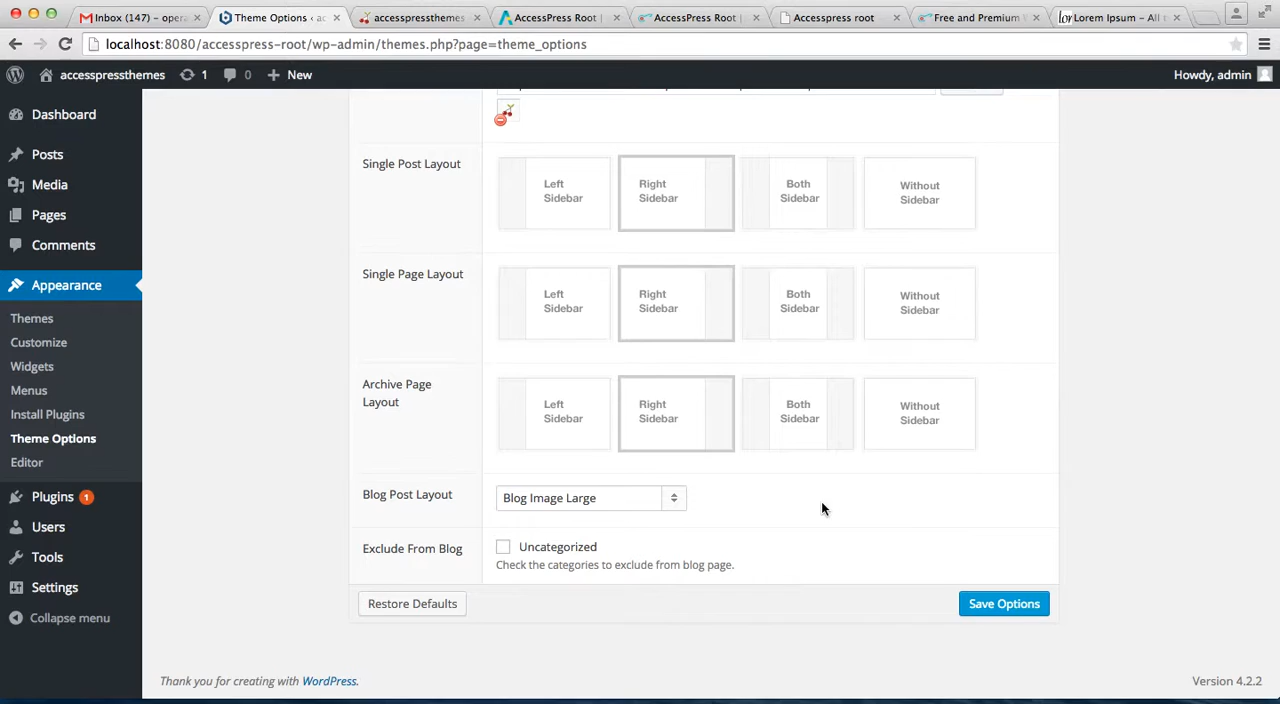 Inbox (147) – oper
Theme Options ‹ a
accesspressthemes
AccessPress Root |
AccessPress Root |
Accesspress root
Free and Premium
Lorem Ipsum – All
localhost:8080/accesspress-root/wp-admin/themes.php?page=theme_options
accesspressthemes
1
0
New
Howdy, admin
Dashboard
Posts
Media
Pages
Comments
Appearance
Themes
Customize
Widgets
Menus
Install Plugins
Theme Options
Editor
Plugins 1
Users
Tools
Settings
Collapse menu
Single Post Layout
Left
Sidebar
Right
Sidebar
Both
Sidebar
Without
Sidebar
Single Page Layout
Left
Sidebar
Right
Sidebar
Both
Sidebar
Without
Sidebar
Archive Page
Layout
Left
Sidebar
Right
Sidebar
Both
Sidebar
Without
Sidebar
Blog Post Layout
Blog Image Large
Exclude From Blog
Uncategorized
Check the categories to exclude from blog page.
Restore Defaults
Save Options
Thank you for creating with WordPress.
Version 4.2.2